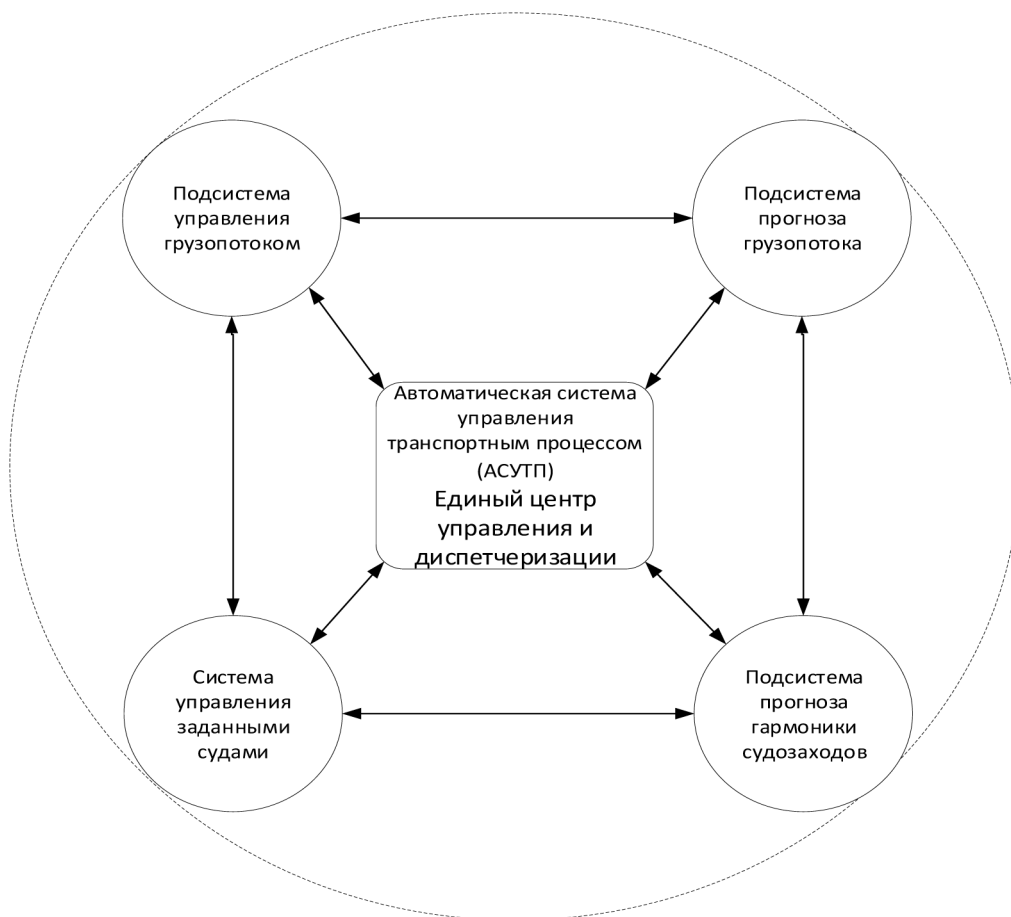 Подсистема
управления
грузопотоком
Подсистема
прогноза
грузопотока
Автоматическая система
управления
транспортным процессом
(АСУТП)
Единый центр
управления и
диспетчеризации
Система
управления
заданными
судами
Подсистема
прогноза
гармоники
судозаходов